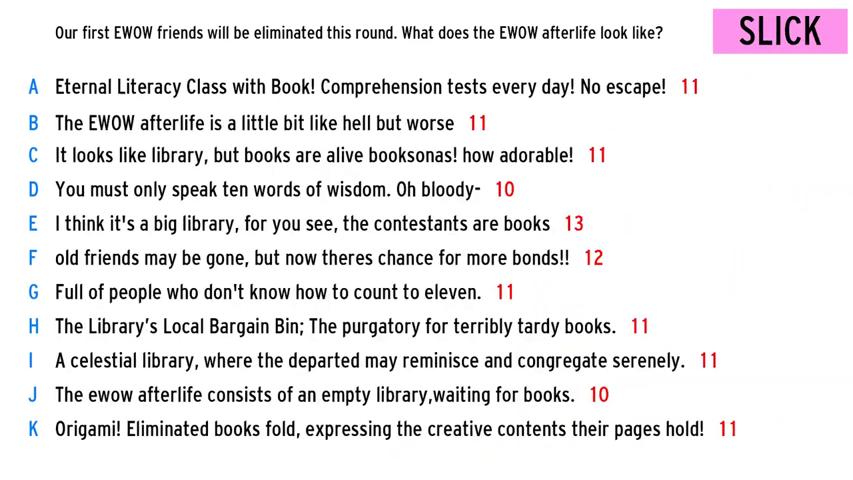 Our first EWOW friends will be eliminated this round. What does the EWOW afterlife look like?
SLICK
A Eternal Literacy Class with Book! Comprehension tests every day! No escape! 11
B The EWOW afterlife is a little bit like hell but worse 11
C It looks like library, but books are alive booksonas! how adorable! 11
D You must only speak ten words of wisdom. Oh bloody- 10
E I think it's a big library, for you see, the contestants are books 13
F old friends may be gone, but now theres chance for more bonds!! 12
G Full of people who don't know how to count to eleven. 11
H The Library’s Local Bargain Bin; The purgatory for terribly tardy books. 11
I A celestial library, where the departed may reminisce and congregate serenely. 11
J The ewow afterlife consists of an empty library,waiting for books. 10
K Origami! Eliminated books fold, expressing the creative contents their pages hold! 11